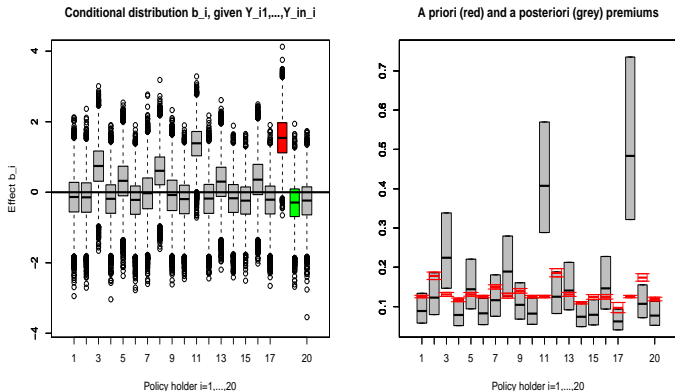 Conditional distribution b_i, given Y_i1,...,Y_in_i
Effect b_i
4
2
0
-2
-4
1 3 5 7 9 11 13 15 17 20
Policy holder i=1,...,20
A priori (red) and a posteriori (grey) premiums
0.7
0.6
0.5
0.4
0.3
0.2
0.1
1 3 5 7 9 11 13 15 17 20
Policy holder i=1,...,20